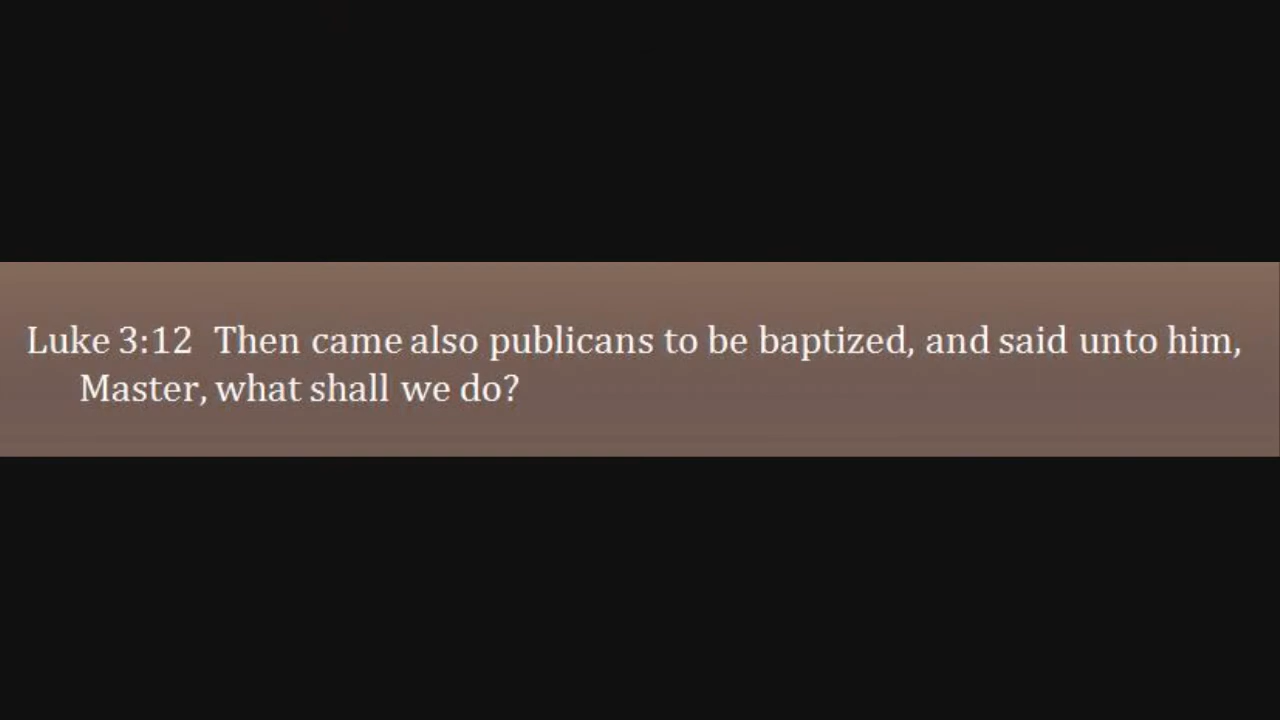 Luke 3:12 Then came also publicans to be baptized, and said unto him,
Master, what shall we do?